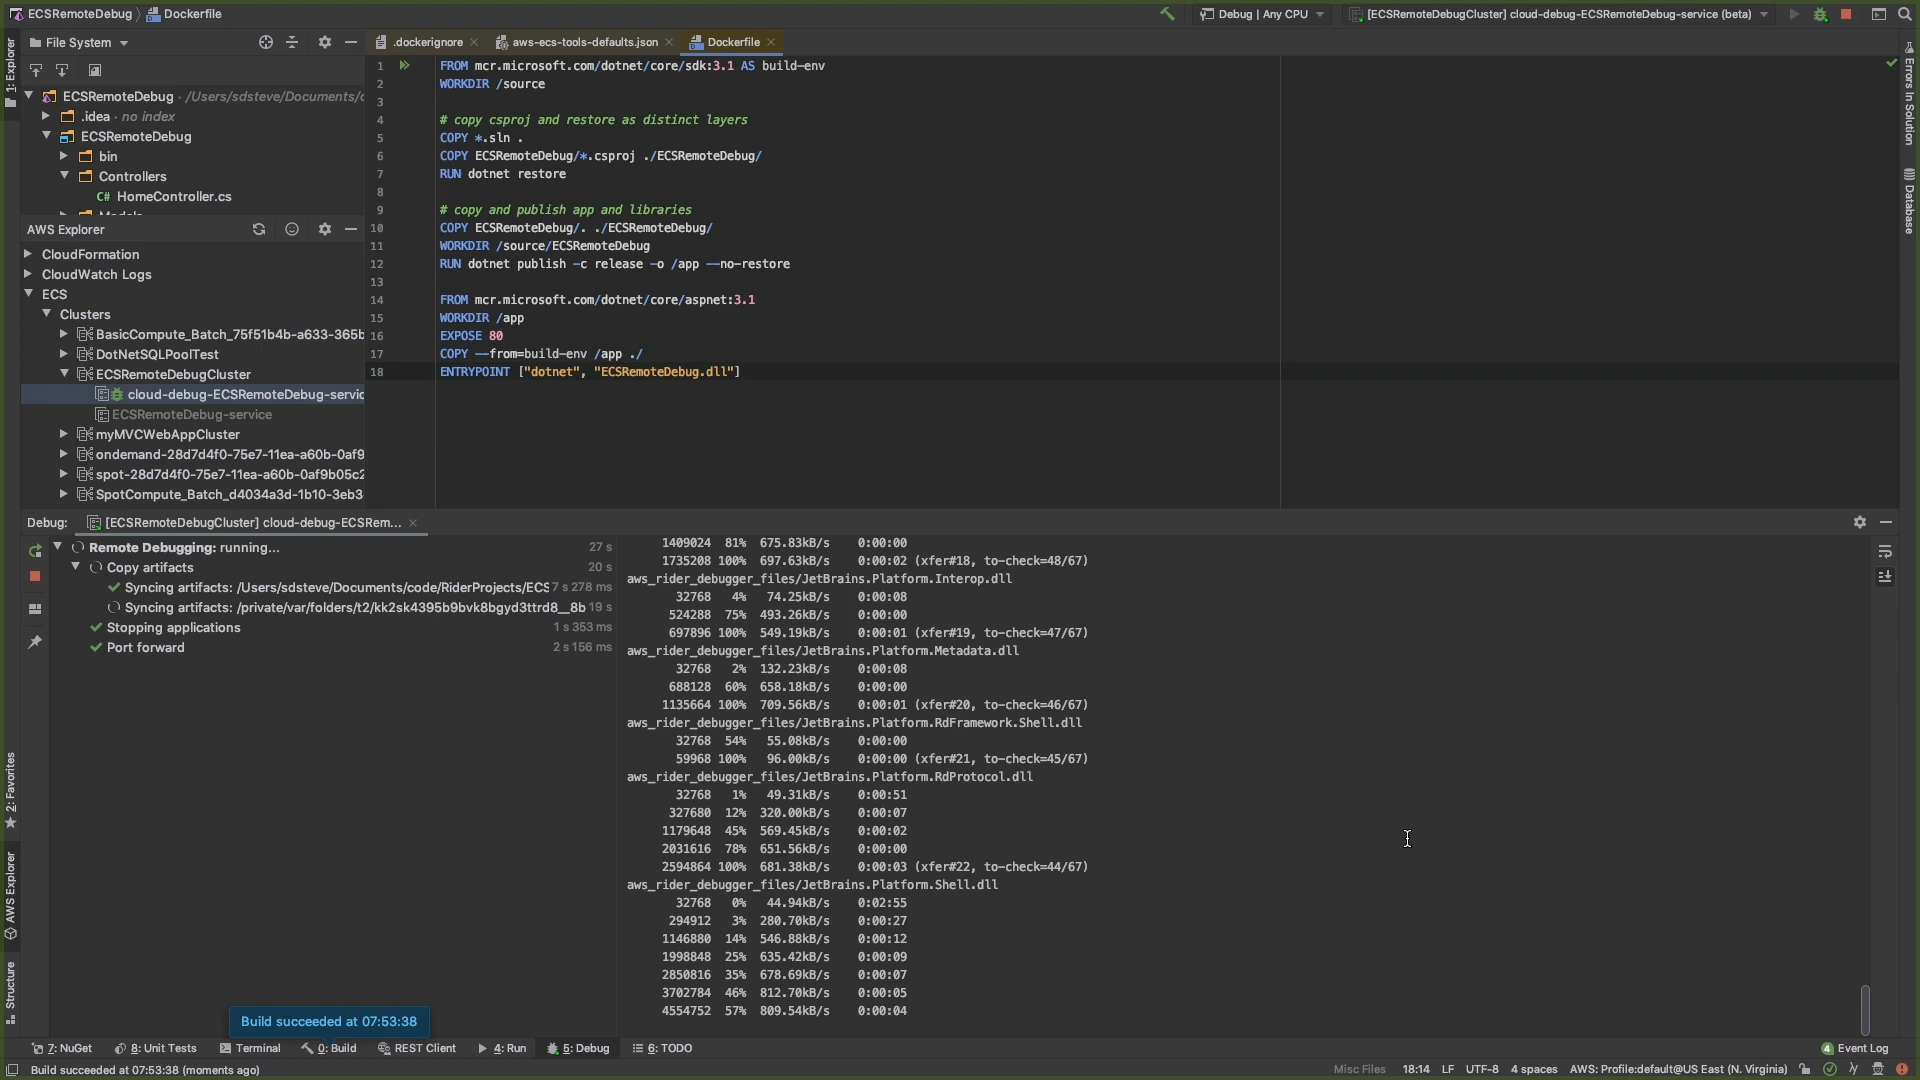 ECSRemoteDebug
Dockerfile
Debug | Any CPU
[ECSRemoteDebugCluster] cloud-debug-ECSRemoteDebug-service (beta)
1: Explorer
File System
.dockerignore
aws-ecs-tools-defaults.json
Dockerfile
ECSRemoteDebug · /Users/sdsteve/Documents/c
.idea · no index
ECSRemoteDebug
bin
Controllers
C# HomeController.cs
AWS Explorer
CloudFormation
CloudWatch Logs
ECS
Clusters
BasicCompute_Batch_75f51b4b-a633-365b
DotNetSQLPoolTest
ECSRemoteDebugCluster
cloud-debug-ECSRemoteDebug-servic
ECSRemoteDebug-service
myMVCWebAppCluster
ondemand-28d7d4f0-75e7-11ea-a60b-0af9
spot-28d7d4f0-75e7-11ea-a60b-0af9b05c2
SpotCompute_Batch_d4034a3d-1b10-3eb3
1 FROM mcr.microsoft.com/dotnet/core/sdk:3.1 AS build-env
2 WORKDIR /source
3
4 # copy csproj and restore as distinct layers
5 COPY *.sln .
6 COPY ECSRemoteDebug/*.csproj ./ECSRemoteDebug/
7 RUN dotnet restore
8
9 # copy and publish app and libraries
10 COPY ECSRemoteDebug/. ./ECSRemoteDebug/
11 WORKDIR /source/ECSRemoteDebug
12 RUN dotnet publish -c release -o /app --no-restore
13
14 FROM mcr.microsoft.com/dotnet/core/aspnet:3.1
15 WORKDIR /app
16 EXPOSE 80
17 COPY --from=build-env /app ./
18 ENTRYPOINT ["dotnet", "ECSRemoteDebug.dll"]
Errors In Solution
Database
Debug: [ECSRemoteDebugCluster] cloud-debug-ECSRem...
Remote Debugging: running... 27 s
Copy artifacts 20 s
Syncing artifacts: /Users/sdsteve/Documents/code/RiderProjects/ECS 7 s 278 ms
Syncing artifacts: /private/var/folders/t2/kk2sk4395b9bvk8bgyd3ttrd8__8b 19 s
Stopping applications 1 s 353 ms
Port forward 2 s 156 ms
1409024 81% 675.83kB/s 0:00:00
1735208 100% 697.63kB/s 0:00:02 (xfer#18, to-check=48/67)
aws_rider_debugger_files/JetBrains.Platform.Interop.dll
32768 4% 74.25kB/s 0:00:08
524288 75% 493.26kB/s 0:00:00
697896 100% 549.19kB/s 0:00:01 (xfer#19, to-check=47/67)
aws_rider_debugger_files/JetBrains.Platform.Metadata.dll
32768 2% 132.23kB/s 0:00:08
688128 60% 658.18kB/s 0:00:00
1135664 100% 709.56kB/s 0:00:01 (xfer#20, to-check=46/67)
aws_rider_debugger_files/JetBrains.Platform.RdFramework.Shell.dll
32768 54% 55.08kB/s 0:00:00
59968 100% 96.00kB/s 0:00:00 (xfer#21, to-check=45/67)
aws_rider_debugger_files/JetBrains.Platform.RdProtocol.dll
32768 1% 49.31kB/s 0:00:51
327680 12% 320.00kB/s 0:00:07
1179648 45% 569.45kB/s 0:00:02
2031616 78% 651.56kB/s 0:00:00
2594864 100% 681.38kB/s 0:00:03 (xfer#22, to-check=44/67)
aws_rider_debugger_files/JetBrains.Platform.Shell.dll
32768 0% 44.94kB/s 0:02:55
294912 3% 280.70kB/s 0:00:27
1146880 14% 546.88kB/s 0:00:12
1998848 25% 635.42kB/s 0:00:09
2850816 35% 678.69kB/s 0:00:07
3702784 46% 812.70kB/s 0:00:05
4554752 57% 809.54kB/s 0:00:04
2: Favorites
AWS Explorer
Structure
Build succeeded at 07:53:38
7: NuGet
8: Unit Tests
Terminal
0: Build
REST Client
4: Run
5: Debug
6: TODO
4 Event Log
Build succeeded at 07:53:38 (moments ago)
Misc Files 18:14 LF UTF-8 4 spaces AWS: Profile:default@US East (N. Virginia)